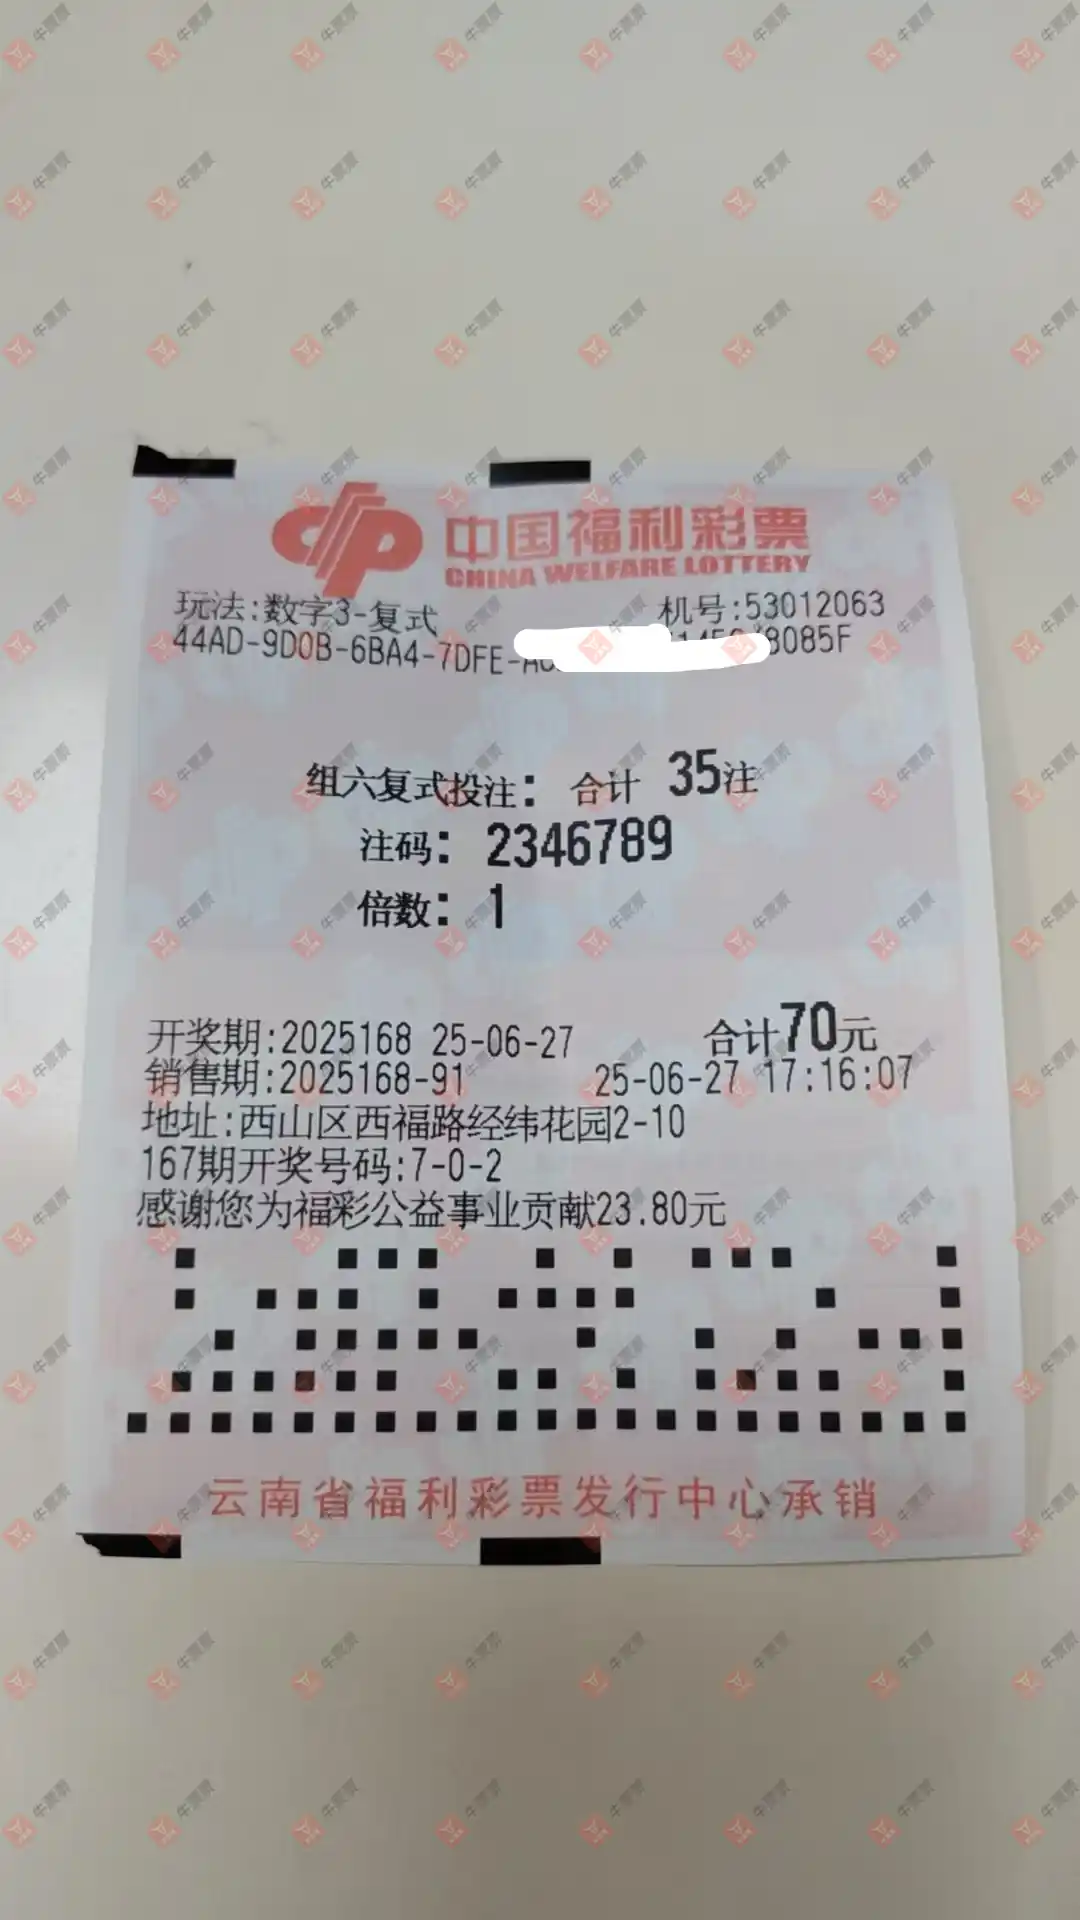 中国福利彩票
CHINA WELFARE LOTTERY
玩法:数字3-复式 机号:53012063
44AD-9D0B-6BA4-7DFE- 8085F
组六复式投注: 合计 35注
注码: 2346789
倍数: 1
开奖期:2025168 25-06-27 合计70元
销售期:2025168-91 25-06-27 17:16:07
地址:西山区西福路经纬花园2-10
167期开奖号码:7-0-2
感谢您为福彩公益事业贡献23.80元
云南省福利彩票发行中心承销
牛票票